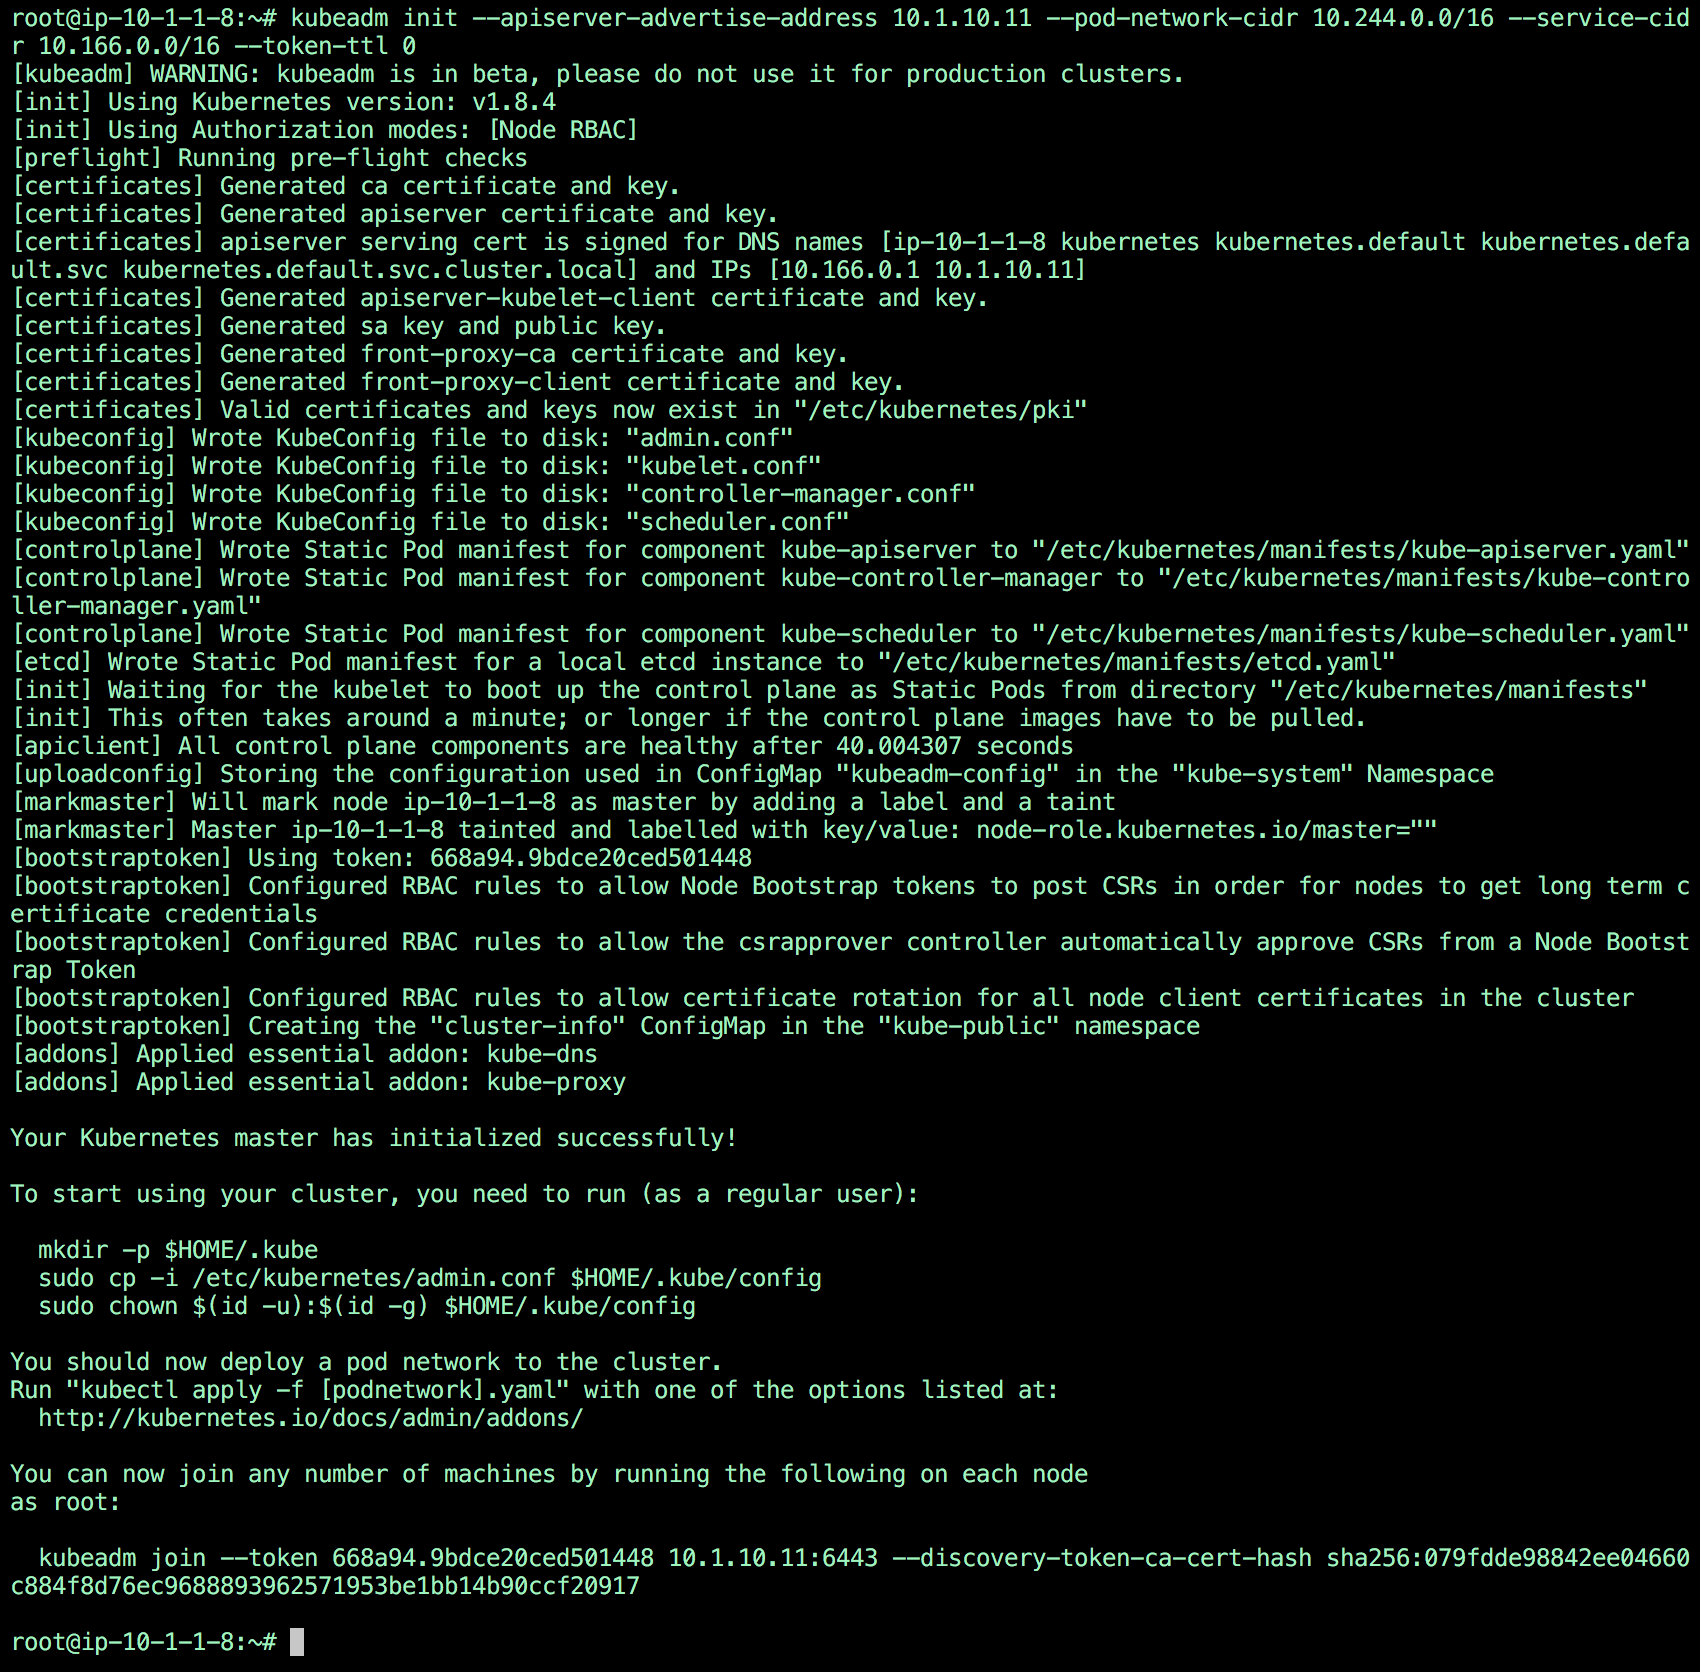 root@ip-10-1-1-8:~# kubeadm init --apiserver-advertise-address 10.1.10.11 --pod-network-cidr 10.244.0.0/16 --service-cid
r 10.166.0.0/16 --token-ttl 0
[kubeadm] WARNING: kubeadm is in beta, please do not use it for production clusters.
[init] Using Kubernetes version: v1.8.4
[init] Using Authorization modes: [Node RBAC]
[preflight] Running pre-flight checks
[certificates] Generated ca certificate and key.
[certificates] Generated apiserver certificate and key.
[certificates] apiserver serving cert is signed for DNS names [ip-10-1-1-8 kubernetes kubernetes.default kubernetes.defa
ult.svc kubernetes.default.svc.cluster.local] and IPs [10.166.0.1 10.1.10.11]
[certificates] Generated apiserver-kubelet-client certificate and key.
[certificates] Generated sa key and public key.
[certificates] Generated front-proxy-ca certificate and key.
[certificates] Generated front-proxy-client certificate and key.
[certificates] Valid certificates and keys now exist in "/etc/kubernetes/pki"
[kubeconfig] Wrote KubeConfig file to disk: "admin.conf"
[kubeconfig] Wrote KubeConfig file to disk: "kubelet.conf"
[kubeconfig] Wrote KubeConfig file to disk: "controller-manager.conf"
[kubeconfig] Wrote KubeConfig file to disk: "scheduler.conf"
[controlplane] Wrote Static Pod manifest for component kube-apiserver to "/etc/kubernetes/manifests/kube-apiserver.yaml"
[controlplane] Wrote Static Pod manifest for component kube-controller-manager to "/etc/kubernetes/manifests/kube-contro
ller-manager.yaml"
[controlplane] Wrote Static Pod manifest for component kube-scheduler to "/etc/kubernetes/manifests/kube-scheduler.yaml"
[etcd] Wrote Static Pod manifest for a local etcd instance to "/etc/kubernetes/manifests/etcd.yaml"
[init] Waiting for the kubelet to boot up the control plane as Static Pods from directory "/etc/kubernetes/manifests"
[init] This often takes around a minute; or longer if the control plane images have to be pulled.
[apiclient] All control plane components are healthy after 40.004307 seconds
[uploadconfig] Storing the configuration used in ConfigMap "kubeadm-config" in the "kube-system" Namespace
[markmaster] Will mark node ip-10-1-1-8 as master by adding a label and a taint
[markmaster] Master ip-10-1-1-8 tainted and labelled with key/value: node-role.kubernetes.io/master=""
[bootstraptoken] Using token: 668a94.9bdce20ced501448
[bootstraptoken] Configured RBAC rules to allow Node Bootstrap tokens to post CSRs in order for nodes to get long term c
ertificate credentials
[bootstraptoken] Configured RBAC rules to allow the csrapprover controller automatically approve CSRs from a Node Bootst
rap Token
[bootstraptoken] Configured RBAC rules to allow certificate rotation for all node client certificates in the cluster
[bootstraptoken] Creating the "cluster-info" ConfigMap in the "kube-public" namespace
[addons] Applied essential addon: kube-dns
[addons] Applied essential addon: kube-proxy

Your Kubernetes master has initialized successfully!

To start using your cluster, you need to run (as a regular user):

  mkdir -p $HOME/.kube
  sudo cp -i /etc/kubernetes/admin.conf $HOME/.kube/config
  sudo chown $(id -u):$(id -g) $HOME/.kube/config

You should now deploy a pod network to the cluster.
Run "kubectl apply -f [podnetwork].yaml" with one of the options listed at:
  http://kubernetes.io/docs/admin/addons/

You can now join any number of machines by running the following on each node
as root:

  kubeadm join --token 668a94.9bdce20ced501448 10.1.10.11:6443 --discovery-token-ca-cert-hash sha256:079fdde98842ee04660
c884f8d76ec9688893962571953be1bb14b90ccf20917

root@ip-10-1-1-8:~#